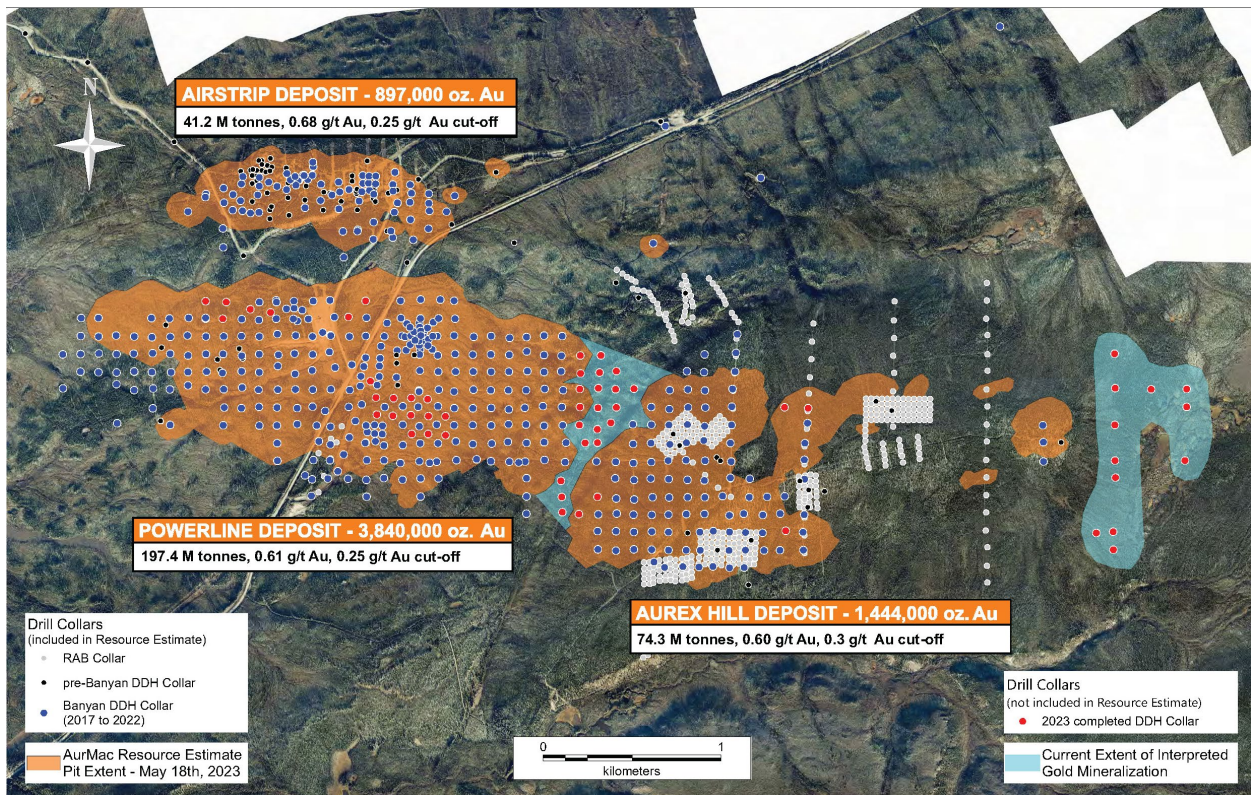 N
AIRSTRIP DEPOSIT - 897,000 oz. Au
41.2 M tonnes, 0.68 g/t Au, 0.25 g/t Au cut-off
POWERLINE DEPOSIT - 3,840,000 oz. Au
197.4 M tonnes, 0.61 g/t Au, 0.25 g/t Au cut-off
AUREX HILL DEPOSIT - 1,444,000 oz. Au
74.3 M tonnes, 0.60 g/t Au, 0.3 g/t Au cut-off
Drill Collars
(included in Resource Estimate)
RAB Collar
pre-Banyan DDH Collar
Banyan DDH Collar
(2017 to 2022)
AurMac Resource Estimate
Pit Extent - May 18th, 2023
0 1
kilometers
Drill Collars
(not included in Resource Estimate)
2023 completed DDH Collar
Current Extent of Interpreted
Gold Mineralization